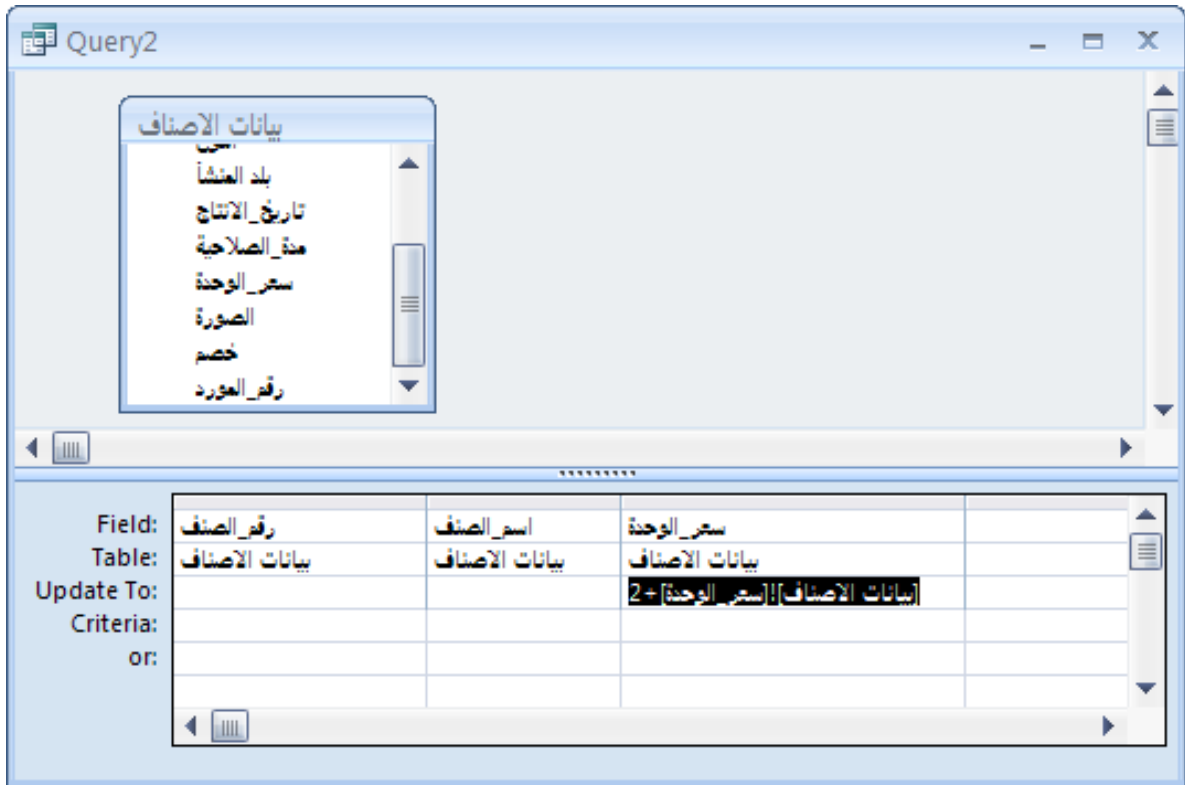 Query2
بيانات الاصناف
بلد المنشأ
تاريخ_الانتاج
مدة_الصلاحية
سعر_الوحدة
الصورة
خصم
رقم_المورد
Field: رقم_الصنف اسم_الصنف سعر_الوحدة
Table: بيانات الاصناف بيانات الاصناف بيانات الاصناف
Update To: [بيانات الاصناف]![سعر_الوحدة]+2
Criteria:
or: